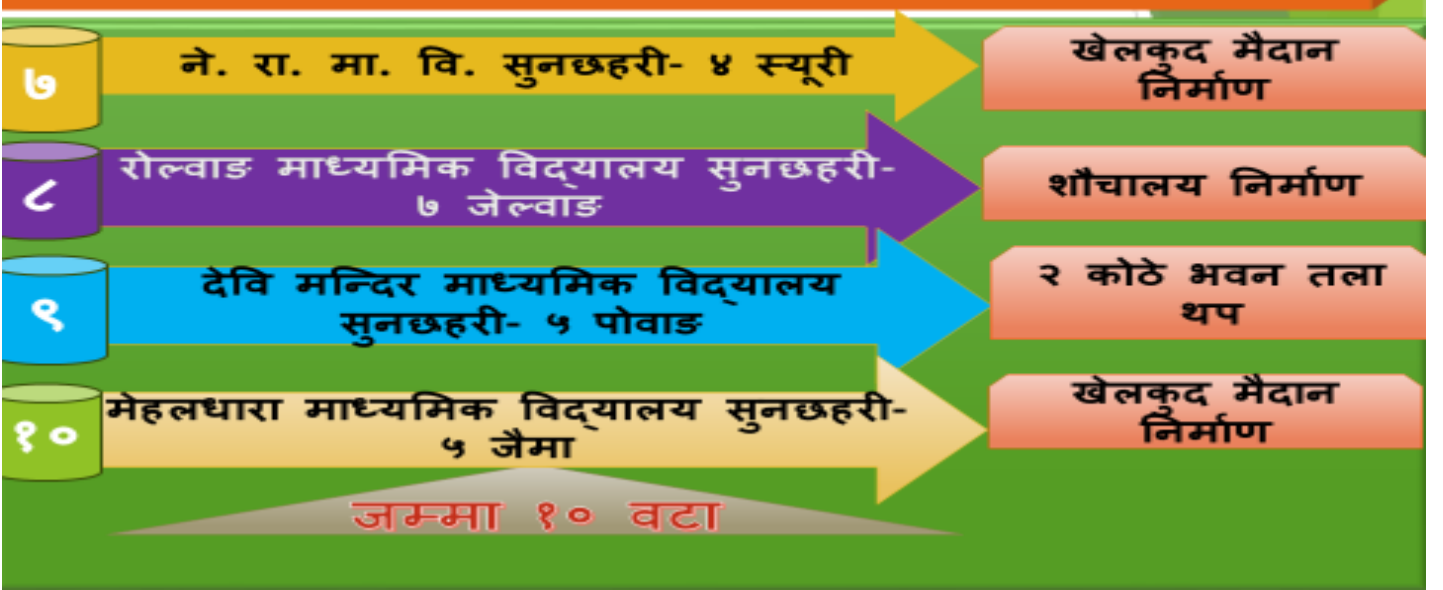 ७
ने. रा. मा. वि. सुनछहरी- ४ स्यूरी
खेलकुद मैदान
निर्माण
८
रोल्वाङ माध्यमिक विद्यालय सुनछहरी-
७ जेल्वाङ
शौचालय निर्माण
९
देवि मन्दिर माध्यमिक विद्यालय
सुनछहरी- ५ पोवाङ
२ कोठे भवन तला
थप
१०
मेहलधारा माध्यमिक विद्यालय सुनछहरी-
५ जैमा
खेलकुद मैदान
निर्माण
जम्मा १० वटा